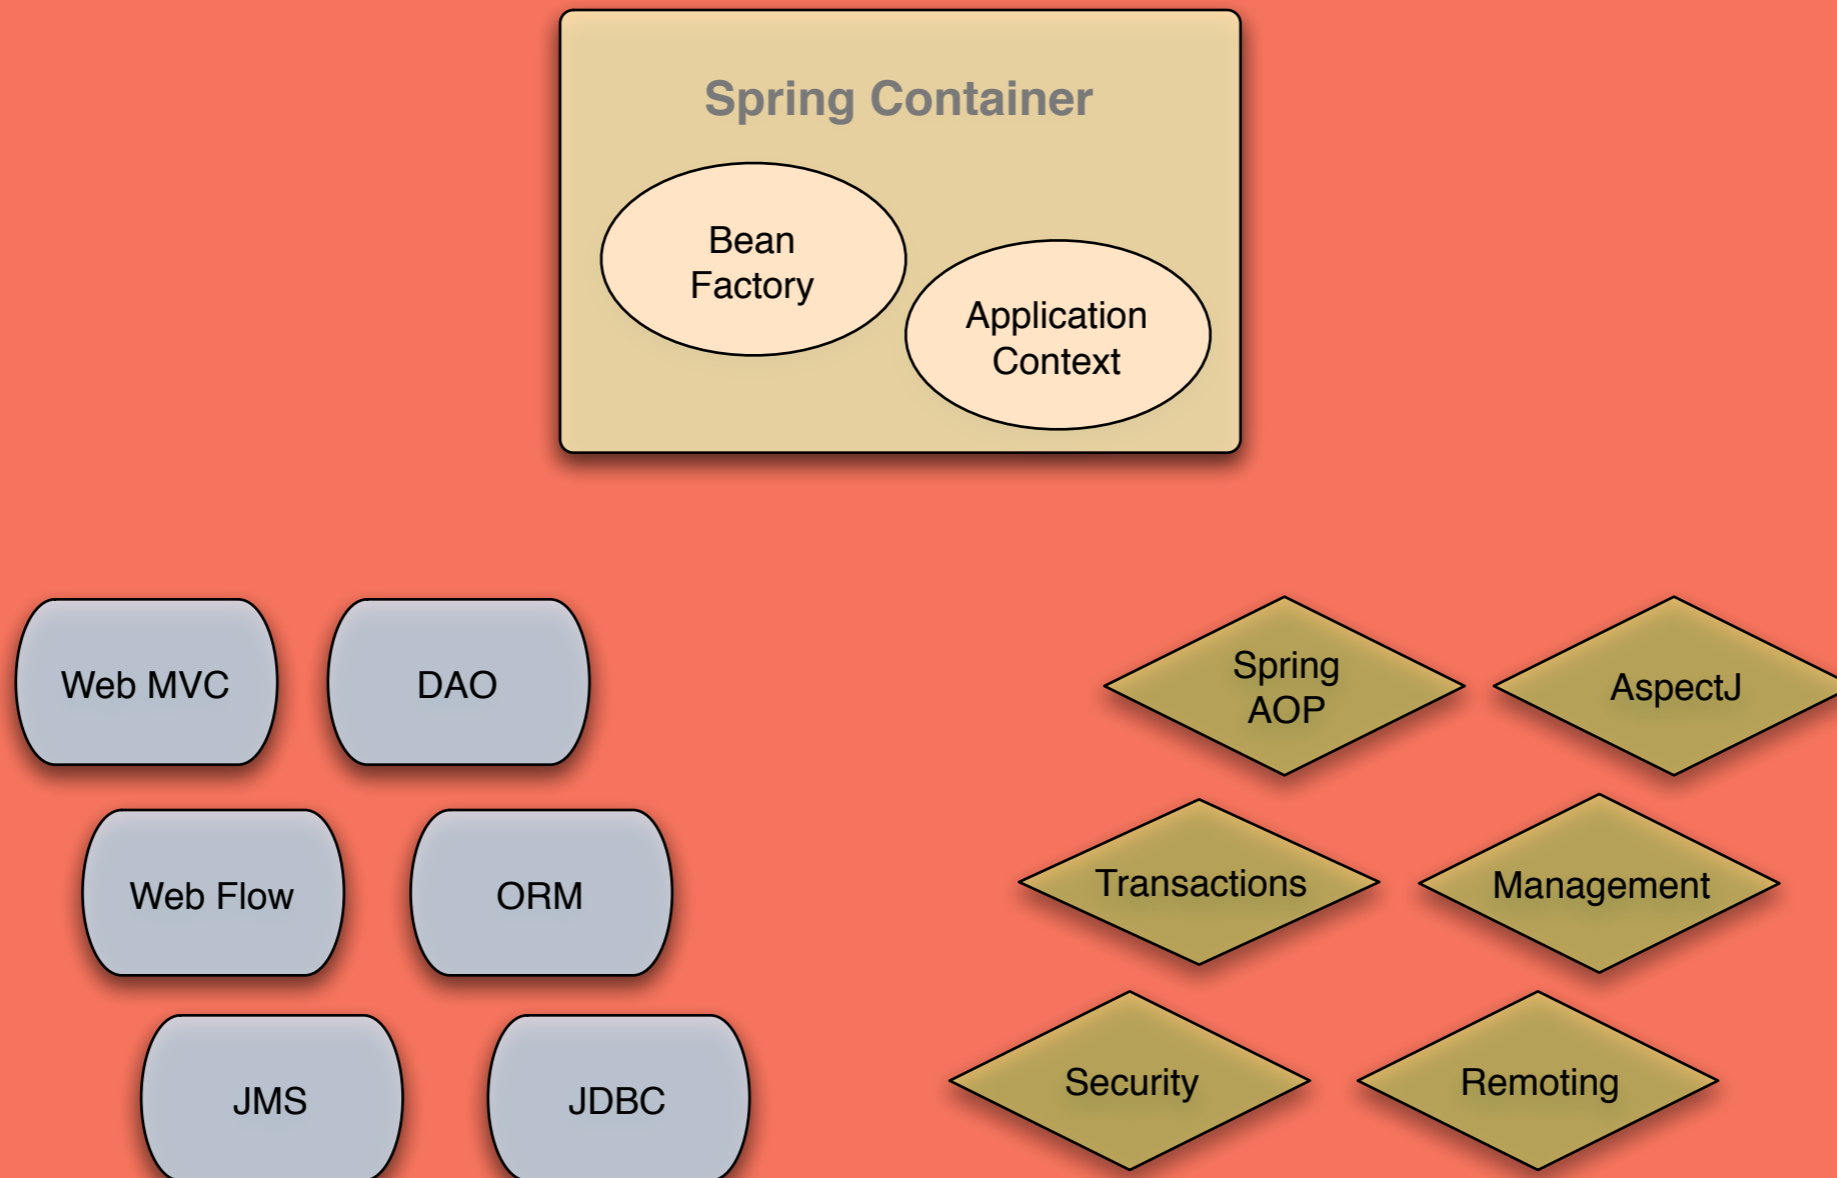 Spring Container
Bean
Factory
Application
Context
Web MVC
DAO
Spring
AOP
AspectJ
Web Flow
ORM
Transactions
Management
JMS
JDBC
Security
Remoting